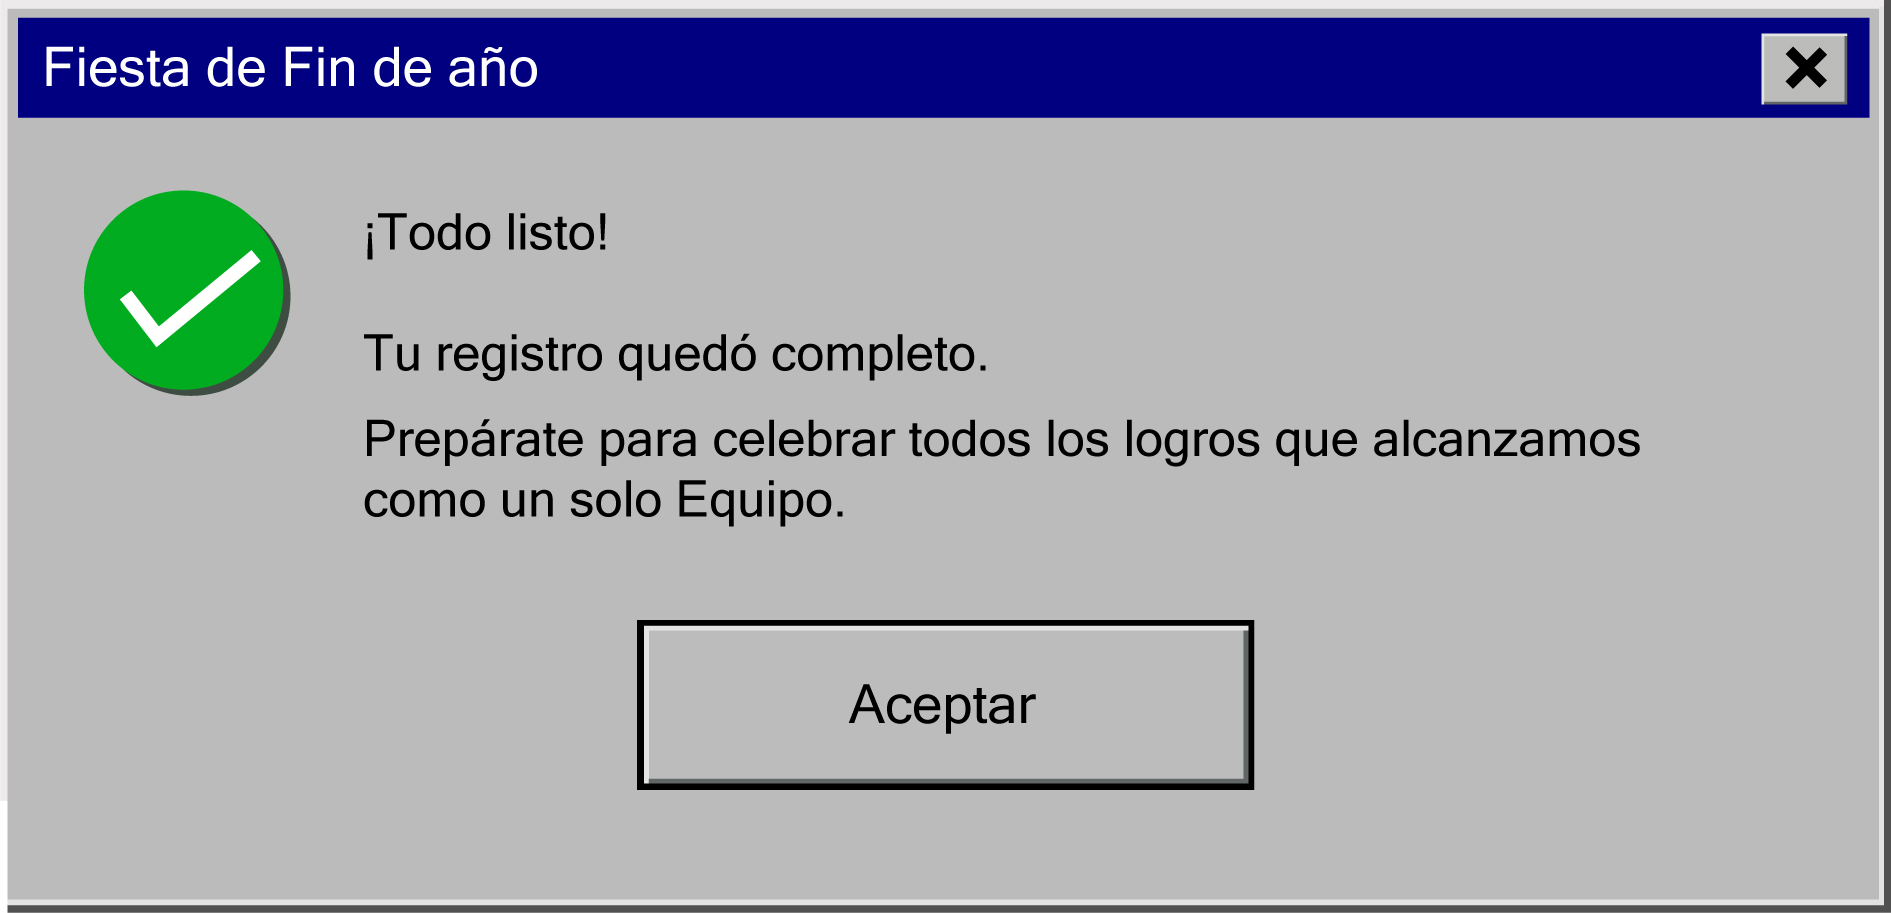 Fiesta de Fin de año
¡Todo listo!
Tu registro quedó completo.
Prepárate para celebrar todos los logros que alcanzamos
como un solo Equipo.
Aceptar